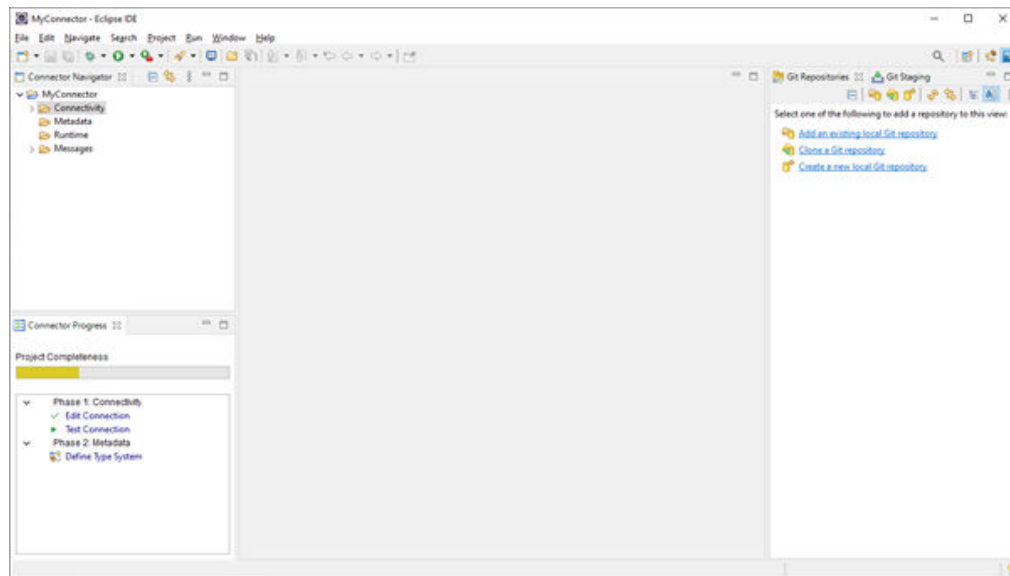 MyConnector - Eclipse IDE
File Edit Navigate Search Project Run Window Help
Connector Navigator
MyConnector
Connectivity
Metadata
Runtime
Messages
Connector Progress
Project Completeness
Phase 1: Connectivity
Edit Connection
Test Connection
Phase 2: Metadata
Define Type System
Git Repositories Git Staging
Select one of the following to add a repository to this view:
Add an existing local Git repository
Clone a Git repository
Create a new local Git repository